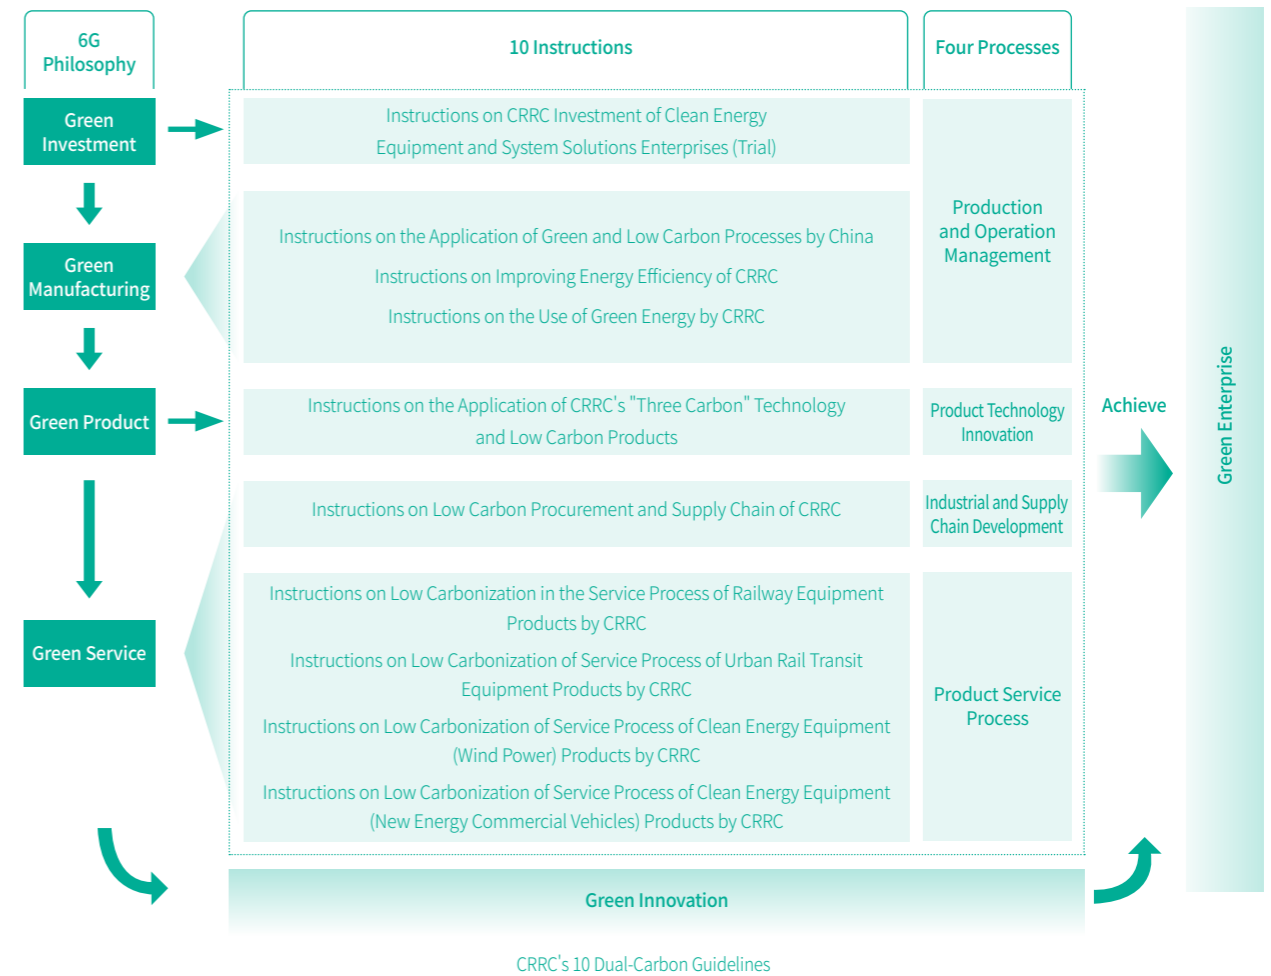 6G
Philosophy
10 Instructions
Four Processes
Green
Investment
Instructions on CRRC Investment of Clean Energy
Equipment and System Solutions Enterprises (Trial)
Production
and Operation
Management
Green
Manufacturing
Instructions on the Application of Green and Low Carbon Processes by China
Instructions on Improving Energy Efficiency of CRRC
Instructions on the Use of Green Energy by CRRC
Green Product
Instructions on the Application of CRRC's "Three Carbon" Technology
and Low Carbon Products
Product Technology
Innovation
Instructions on Low Carbon Procurement and Supply Chain of CRRC
Industrial and Supply
Chain Development
Green Service
Instructions on Low Carbonization in the Service Process of Railway Equipment
Products by CRRC
Instructions on Low Carbonization of Service Process of Urban Rail Transit
Equipment Products by CRRC
Instructions on Low Carbonization of Service Process of Clean Energy Equipment
(Wind Power) Products by CRRC
Instructions on Low Carbonization of Service Process of Clean Energy Equipment
(New Energy Commercial Vehicles) Products by CRRC
Product Service
Process
Achieve
Green Enterprise
Green Innovation
CRRC's 10 Dual-Carbon Guidelines